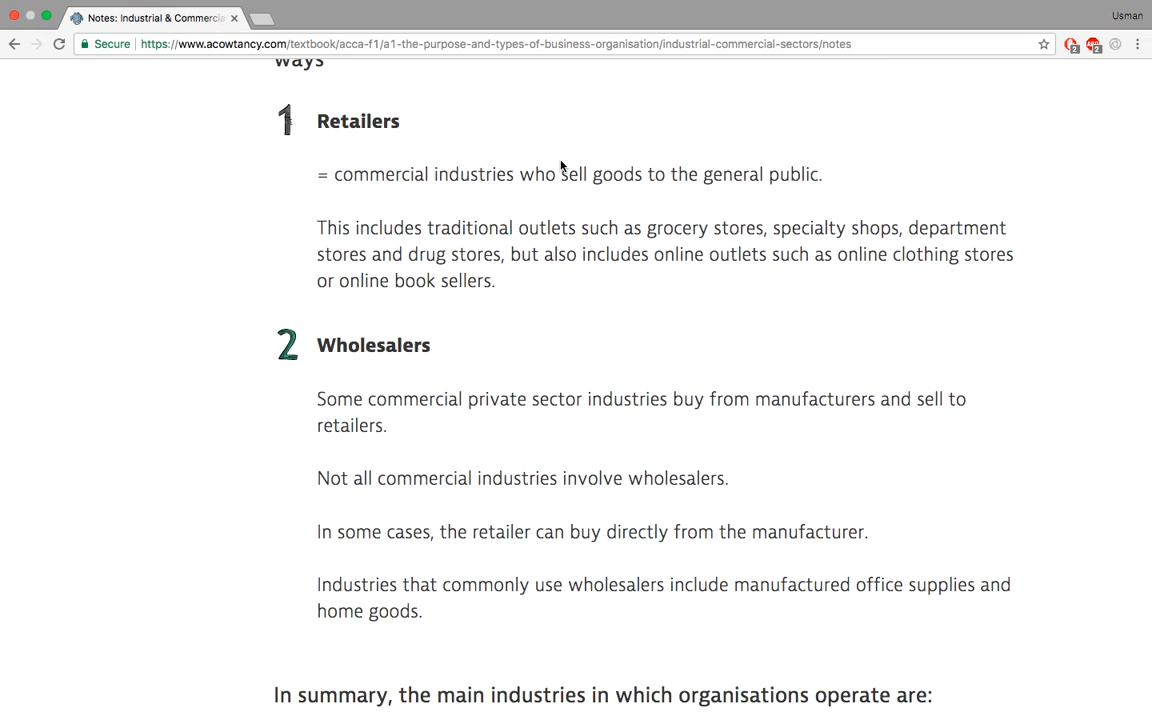 Notes: Industrial & Commercia
Usman
Secure
https://www.acowtancy.com/textbook/acca-f1/a1-the-purpose-and-types-of-business-organisation/industrial-commercial-sectors/notes
2
2
ways
1
Retailers
= commercial industries who sell goods to the general public.
This includes traditional outlets such as grocery stores, specialty shops, department
stores and drug stores, but also includes online outlets such as online clothing stores
or online book sellers.
2
Wholesalers
Some commercial private sector industries buy from manufacturers and sell to
retailers.
Not all commercial industries involve wholesalers.
In some cases, the retailer can buy directly from the manufacturer.
Industries that commonly use wholesalers include manufactured office supplies and
home goods.
In summary, the main industries in which organisations operate are: